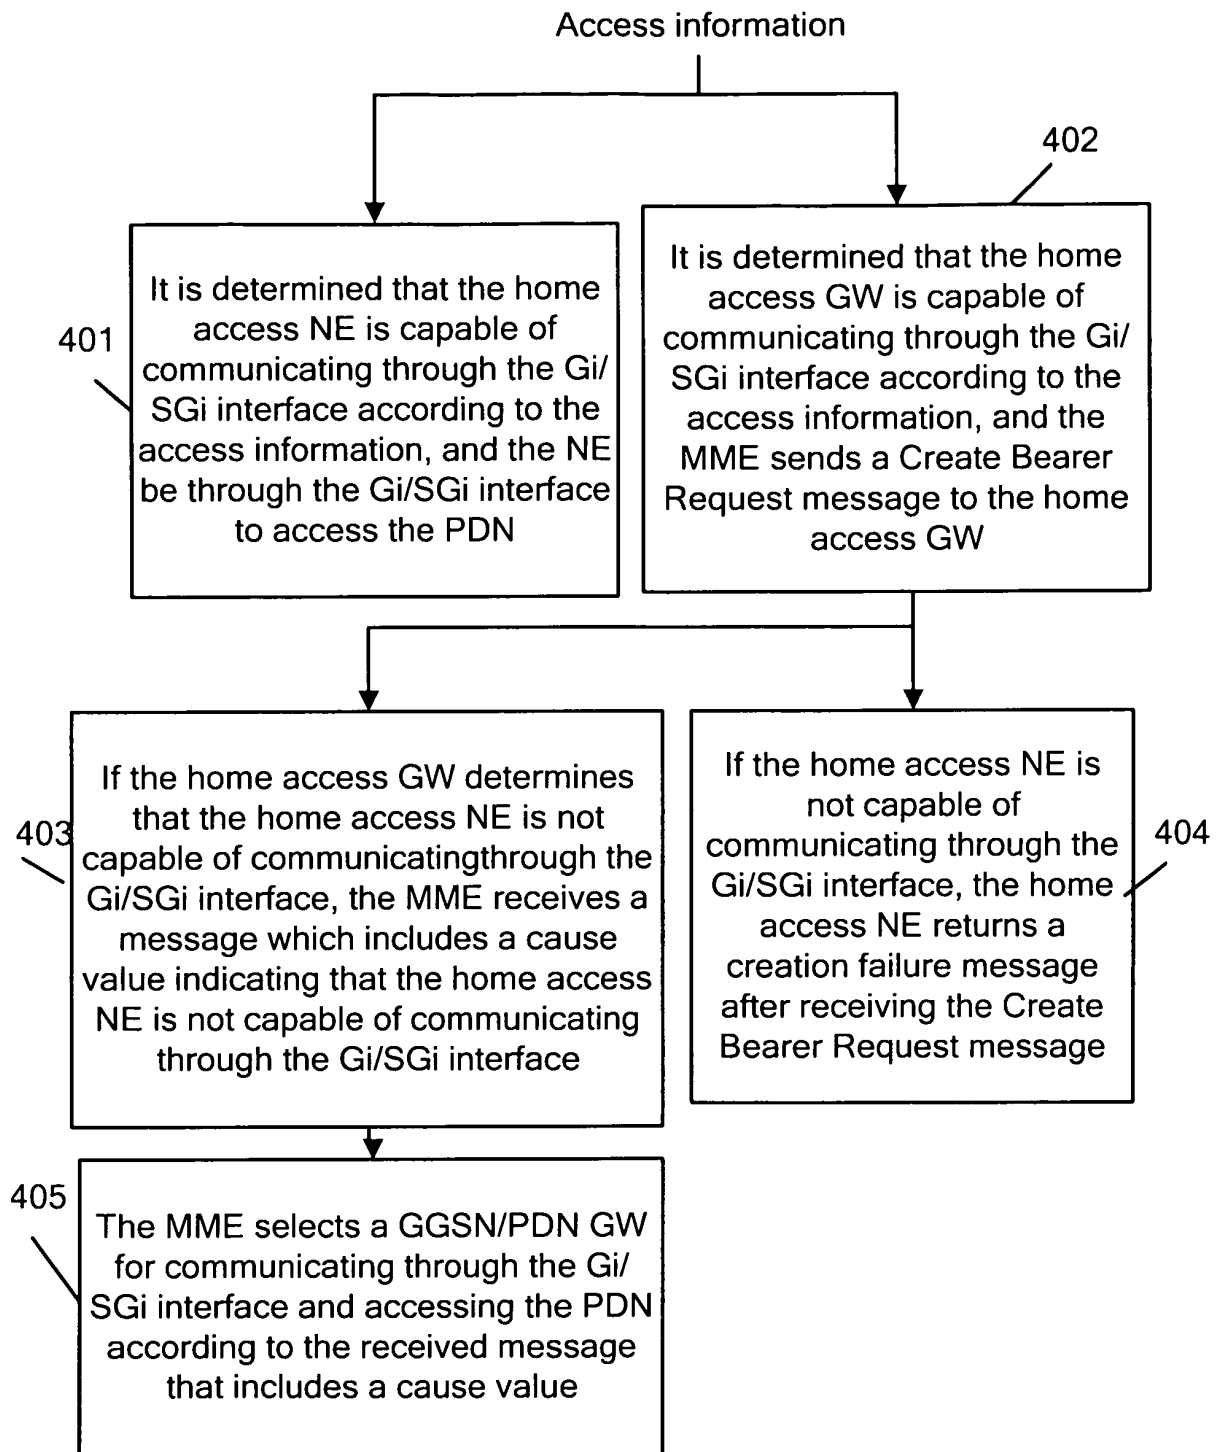 Access information
402
It is determined that the home
access GW is capable of
communicating through the Gi/
SGi interface according to the
access information, and the
MME sends a Create Bearer
Request message to the home
access GW
401
It is determined that the home
access NE is capable of
communicating through the Gi/
SGi interface according to the
access information, and the NE
be through the Gi/SGi interface
to access the PDN
403
If the home access GW determines
that the home access NE is not
capable of communicatingthrough the
Gi/SGi interface, the MME receives a
message which includes a cause
value indicating that the home access
NE is not capable of communicating
through the Gi/SGi interface
404
If the home access NE is
not capable of
communicating through the
Gi/SGi interface, the home
access NE returns a
creation failure message
after receiving the Create
Bearer Request message
405
The MME selects a GGSN/PDN GW
for communicating through the Gi/
SGi interface and accessing the PDN
according to the received message
that includes a cause value